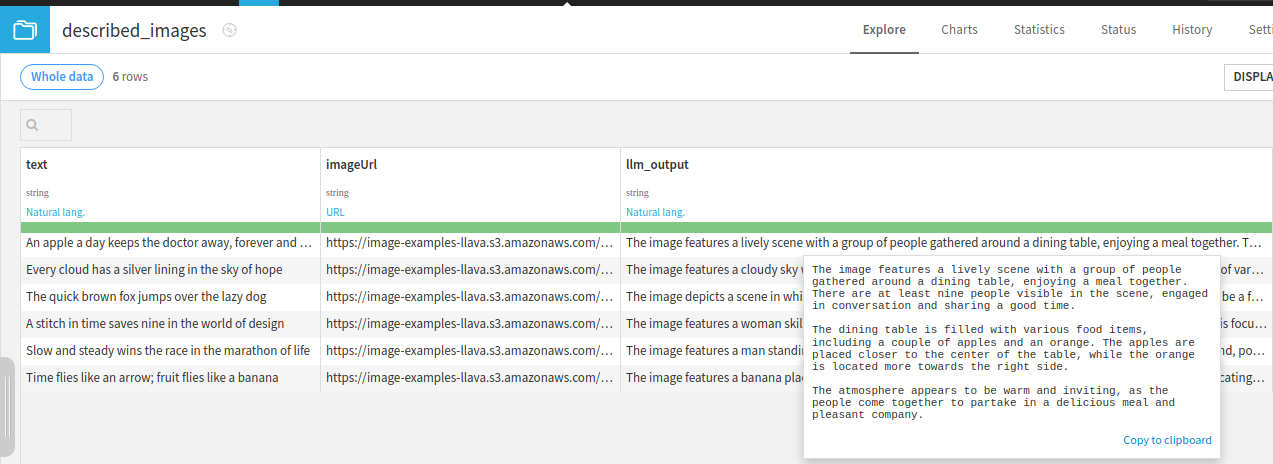 described_images
Explore
Charts
Statistics
Status
History
Setti
Whole data
6 rows
DISPLA
text
imageUrl
llm_output
string
string
string
Natural lang.
URL
Natural lang.
An apple a day keeps the doctor away, forever and …
https://image-examples-llava.s3.amazonaws.com/…
The image features a lively scene with a group of people gathered around a dining table, enjoying a meal together. T…
Every cloud has a silver lining in the sky of hope
https://image-examples-llava.s3.amazonaws.com/…
The image features a cloudy sky
of var…
The quick brown fox jumps over the lazy dog
https://image-examples-llava.s3.amazonaws.com/…
The image depicts a scene in whi
be a f…
A stitch in time saves nine in the world of design
https://image-examples-llava.s3.amazonaws.com/…
The image features a woman skil
is focu…
Slow and steady wins the race in the marathon of life
https://image-examples-llava.s3.amazonaws.com/…
The image features a man standin
nd, po…
Time flies like an arrow; fruit flies like a banana
https://image-examples-llava.s3.amazonaws.com/…
The image features a banana pla
cating…
The image features a lively scene with a group of people
gathered around a dining table, enjoying a meal together.
There are at least nine people visible in the scene, engaged
in conversation and sharing a good time.
The dining table is filled with various food items,
including a couple of apples and an orange. The apples are
placed closer to the center of the table, while the orange
is located more towards the right side.
The atmosphere appears to be warm and inviting, as the
people come together to partake in a delicious meal and
pleasant company.
Copy to clipboard